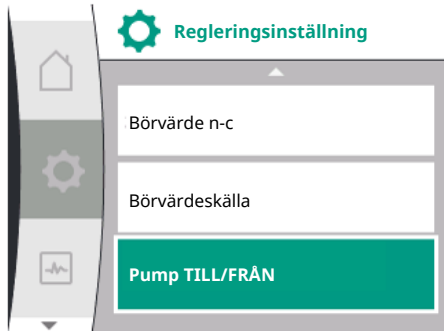 Regleringsinställning
Börvärde n-c
Börvärdeskälla
Pump TILL/FRÅN